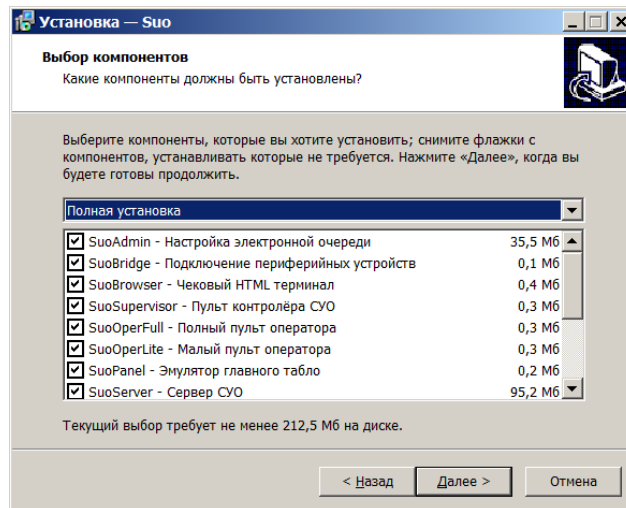 Установка — Suo
Выбор компонентов
Какие компоненты должны быть установлены?
Выберите компоненты, которые вы хотите установить; снимите флажки с
компонентов, устанавливать которые не требуется. Нажмите «Далее», когда вы
будете готовы продолжить.
Полная установка
SuoAdmin - Настройка электронной очереди 35,5 Мб
SuoBridge - Подключение периферийных устройств 0,1 Мб
SuoBrowser - Чековый HTML терминал 0,4 Мб
SuoSupervisor - Пульт контролёра СУО 0,3 Мб
SuoOperFull - Полный пульт оператора 0,3 Мб
SuoOperLite - Малый пульт оператора 0,3 Мб
SuoPanel - Эмулятор главного табло 0,2 Мб
SuoServer - Сервер СУО 95,2 Мб
Текущий выбор требует не менее 212,5 Мб на диске.
< Назад Далее > Отмена